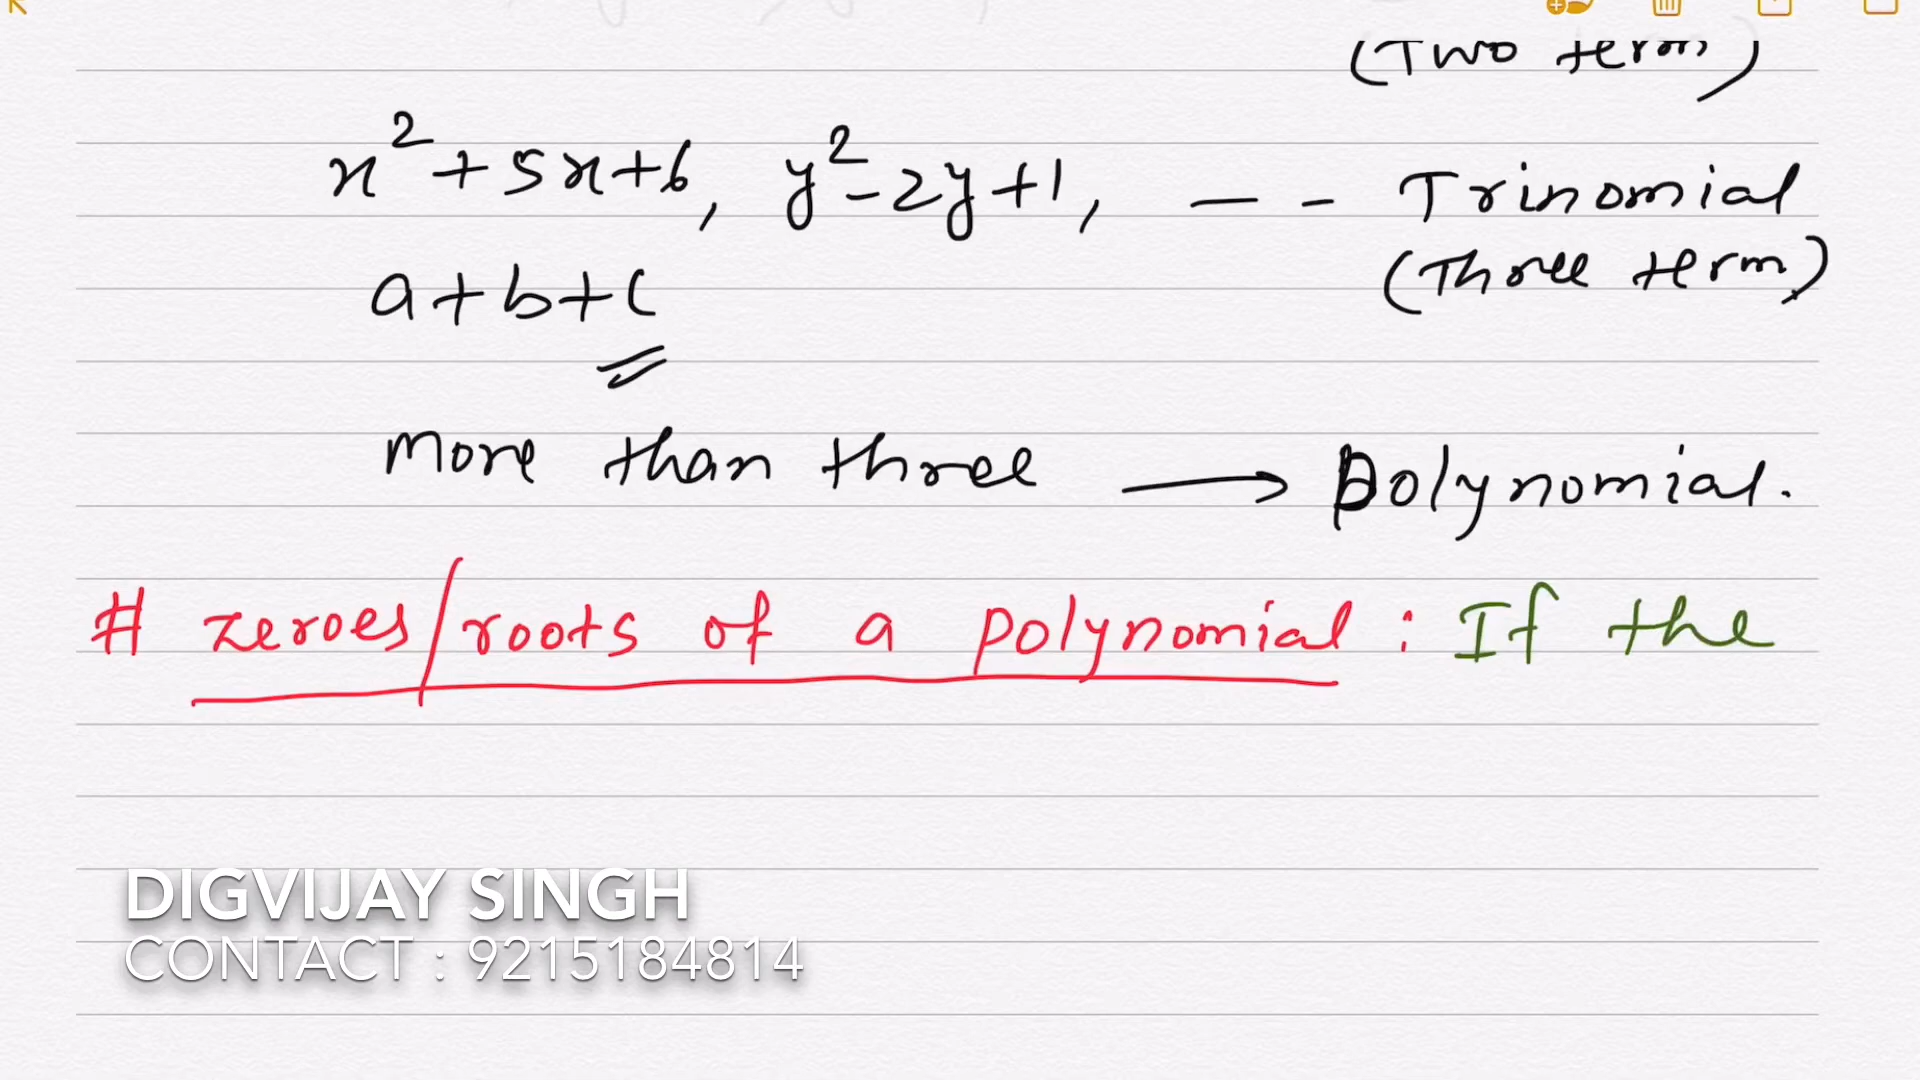 (Two term)
x²+5x+6, y²-2y+1, - - Trinomial
(Three term)
a+b+c
More than three → Polynomial.
# zeroes/roots of a polynomial : If the
DIGVIJAY SINGH
CONTACT : 9215184814